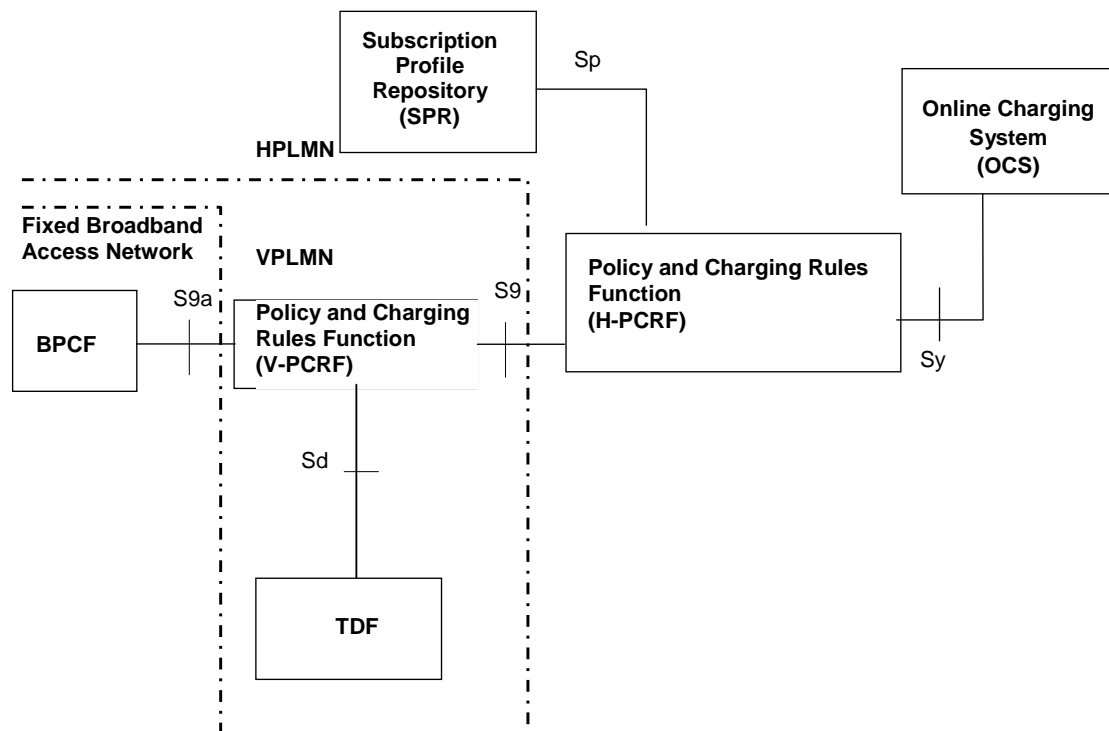 Subscription
Profile
Repository
(SPR)
Sp
Online Charging
System
(OCS)
HPLMN
Fixed Broadband
Access Network
VPLMN
Policy and Charging Rules
Function
(H-PCRF)
S9a
S9
BPCF
Policy and Charging
Rules Function
(V-PCRF)
Sy
Sd
TDF